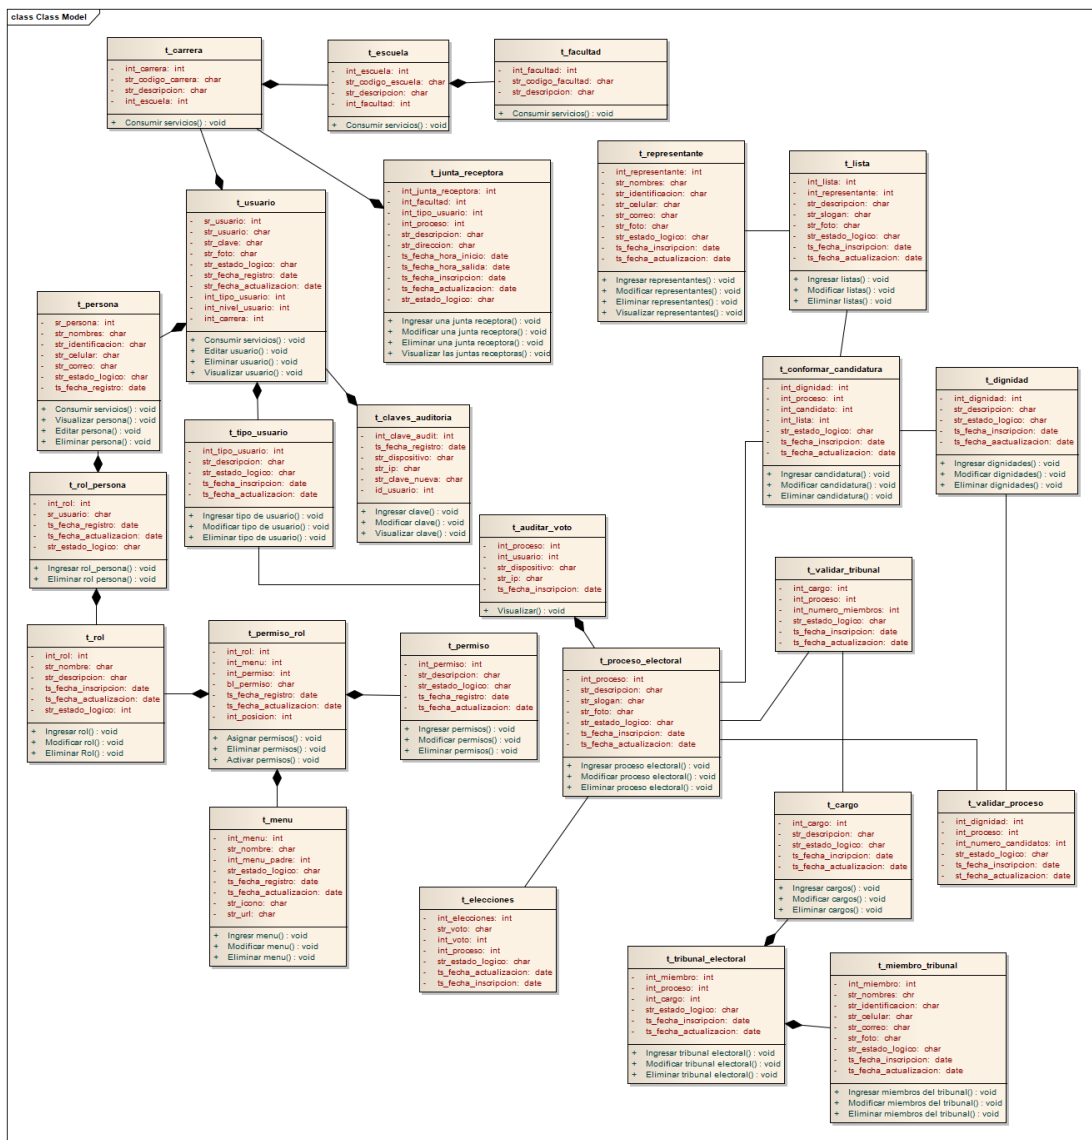 class Class Model
t_carrera
- int_carrera: int
- str_codigo_carrera: char
- str_descripcion: char
- int_escuela: int
+ Consumir servicios() : void
t_escuela
- int_escuela: int
- str_codigo_escuela: char
- str_descripcion: char
- int_facultad: int
+ Consumir servicios() : void
t_facultad
- int_facultad: int
- str_codigo_facultad: char
- str_descripcion: char
+ Consumir servicios() : void
t_representante
- int_representante: int
- str_nombres: char
- str_identificacion: char
- str_celular: char
- str_correo: char
- str_foto: char
- str_estado_logico: char
- ts_fecha_inscripcion: date
- ts_fecha_actualizacion: date
+ Ingresar representantes() : void
+ Modificar representantes() : void
+ Eliminar representantes() : void
+ Visualizar representantes() : void
t_lista
- int_lista: int
- int_representante: int
- str_descripcion: char
- str_slogan: char
- str_foto: char
- str_estado_logico: char
- ts_fecha_inscripcion: date
- ts_fecha_actualizacion: date
+ Ingresar listas() : void
+ Modificar listas() : void
+ Eliminar listas() : void
t_junta_receptora
- int_junta_receptora: int
- int_facultad: int
- int_tipo_usuario: int
- int_proceso: int
- str_descripcion: char
- str_direccion: char
- ts_fecha_hora_inicio: date
- ts_fecha_hora_salida: date
- ts_fecha_inscripcion: date
- ts_fecha_actualizacion: date
- str_estado_logico: char
+ Ingresar una junta receptora() : void
+ Modificar una junta receptora() : void
+ Eliminar una junta receptora() : void
+ Visualizar las juntas receptoras() : void
t_usuario
- sr_usuario: int
- str_usuario: char
- str_clave: char
- str_foto: char
- str_estado_logico: char
- str_fecha_registro: date
- str_fecha_actualizacion: date
- int_tipo_usuario: int
- int_nivel_usuario: int
- int_carrera: int
+ Consumir servicios() : void
+ Editar usuario() : void
+ Eliminar usuario() : void
+ Visualizar usuario() : void
t_persona
- sr_persona: int
- str_nombres: char
- str_identificacion: char
- str_celular: char
- str_correo: char
- str_estado_logico: char
- ts_fecha_registro: date
+ Consumir servicios() : void
+ Visualizar persona() : void
+ Editar persona() : void
+ Eliminar persona() : void
t_conformar_candidatura
- int_dignidad: int
- int_proceso: int
- int_candidato: int
- int_lista: int
- str_estado_logico: char
- ts_fecha_inscripcion: date
- ts_fecha_actualizacion: date
+ Ingresar candidatura() : void
+ Modificar candidatura() : void
+ Eliminar candidatura() : void
t_dignidad
- int_dignidad: int
- str_descripcion: char
- str_estado_logico: char
- ts_fecha_inscripcion: date
- ts_fecha_aactualizacion: date
+ Ingresar dignidades() : void
+ Modificar dignidades() : void
+ Eliminar dignidades() : void
t_claves_auditoria
- int_clave_audit: int
- ts_fecha_registro: date
- str_dispositivo: char
- str_ip: char
- str_clave_nueva: char
- id_usuario: int
+ Ingresar clave() : void
+ Modificar clave() : void
+ Visualizar clave() : void
t_tipo_usuario
- int_tipo_usuario: int
- str_descripcion: char
- str_estado_logico: char
- ts_fecha_inscripcion: date
- ts_fecha_actualizacion: date
+ Ingresar tipo de usuario() : void
+ Modificar tipo de usuario() : void
+ Eliminar tipo de usuario() : void
t_rol_persona
- int_rol: int
- sr_usuario: char
- ts_fecha_registro: date
- ts_fecha_actualizacion: date
- str_estado_logico: char
+ Ingresar rol_persona() : void
+ Eliminar rol persona() : void
t_auditar_voto
- int_proceso: int
- int_usuario: int
- str_dispositivo: char
- str_ip: char
- ts_fecha_inscripcion: date
+ Visualizar() : void
t_validar_tribunal
- int_cargo: int
- int_proceso: int
- int_numero_miembros: int
- str_estado_logico: char
- ts_fecha_inscripcion: date
- ts_fecha_actualizacion: date
t_rol
- int_rol: int
- str_nombre: char
- str_descripcion: char
- ts_fecha_inscripcion: date
- ts_fecha_actualizacion: date
- str_estado_logico: int
+ Ingresar rol() : void
+ Modificar rol() : void
+ Eliminar Rol() : void
t_permiso_rol
- int_rol: int
- int_menu: int
- int_permiso: int
- bl_permiso: char
- ts_fecha_registro: date
- ts_fecha_actualizacion: date
- int_posicion: int
+ Asignar permisos() : void
+ Eliminar permisos() : void
+ Activar permisos() : void
t_permiso
- int_permiso: int
- str_descripcion: char
- str_estado_logico: char
- ts_fecha_registro: date
- ts_fecha_actualizacion: date
+ Ingresar permisos() : void
+ Modificar permisos() : void
+ Eliminar permisos() : void
t_proceso_electoral
- int_proceso: int
- str_descripcion: char
- str_slogan: char
- str_foto: char
- str_estado_logico: char
- ts_fecha_inscripcion: date
- ts_fecha_actualizacion: date
+ Ingresar proceso electoral() : void
+ Modificar proceso electoral() : void
+ Eliminar proceso electoral() : void
t_menu
- int_menu: int
- str_nombre: char
- int_menu_padre: int
- str_estado_logico: char
- ts_fecha_registro: date
- ts_fecha_actualizacion: date
- str_icono: char
- str_url: char
+ Ingresr menu() : void
+ Modificar menu() : void
+ Eliminar menu() : void
t_cargo
- int_cargo: int
- str_descripcion: char
- str_estado_logico: char
- ts_fecha_incripcion: date
- ts_fecha_actualizacion: date
+ Ingresar cargos() : void
+ Modificar cargos() : void
+ Eliminar cargos() : void
t_validar_proceso
- int_dignidad: int
- int_proceso: int
- int_numero_candidatos: int
- str_estado_logico: char
- ts_fecha_inscripcion: date
- st_fecha_actualizacion: date
t_elecciones
- int_elecciones: int
- str_voto: char
- int_voto: int
- int_proceso: int
- str_estado_logico: char
- ts_fecha_actualizacion: date
- ts_fecha_inscripcion: date
t_tribunal_electoral
- int_miembro: int
- int_proceso: int
- int_cargo: int
- str_estado_logico: char
- ts_fecha_inscripcion: date
- ts_fecha_actualizacion: date
+ Ingresar tribunal electoral() : void
+ Modificar tribunal electoral() : void
+ Eliminar tribunal electoral() : void
t_miembro_tribunal
- int_miembro: int
- str_nombres: chr
- str_identificacion: char
- str_celular: char
- str_correo: char
- str_foto: char
- str_estado_logico: char
- ts_fecha_inscripcion: date
- ts_fecha_actualizacion: date
+ Ingresar miembros del tribunal() : void
+ Modificar miembros del tribunal() : void
+ Eliminar miembros del tribunal() : void